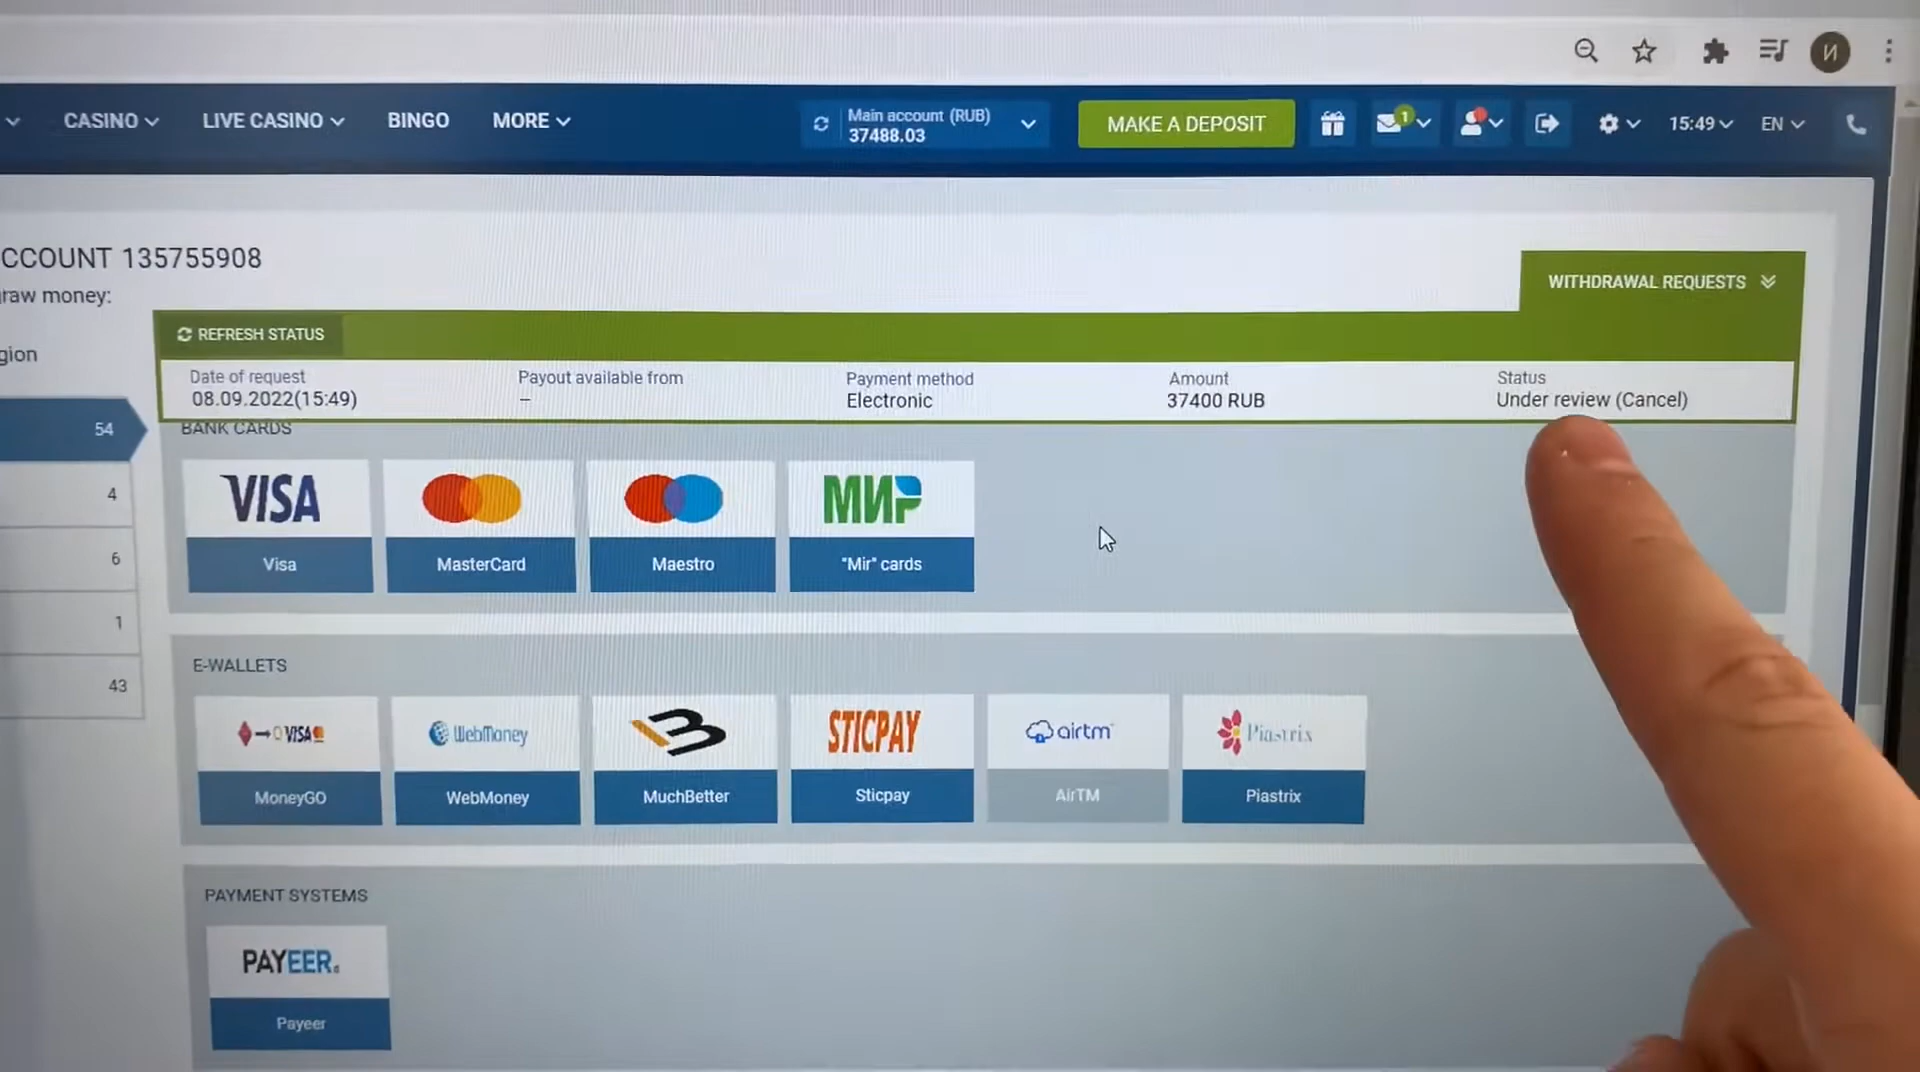 И
CASINO
LIVE CASINO
BINGO
MORE
Main account (RUB)
37488.03
MAKE A DEPOSIT
1
15:49
EN
CCOUNT 135755908
raw money:
gion
WITHDRAWAL REQUESTS
REFRESH STATUS
Date of request
08.09.2022(15:49)
Payout available from
–
Payment method
Electronic
Amount
37400 RUB
Status
Under review (Cancel)
54
4
6
1
43
BANK CARDS
VISA
МИР
Visa
MasterCard
Maestro
"Mir" cards
E-WALLETS
VISA
WebMoney
STICPAY
airtm
Piastrix
MoneyGO
WebMoney
MuchBetter
Sticpay
AirTM
Piastrix
PAYMENT SYSTEMS
PAYEER
Payeer